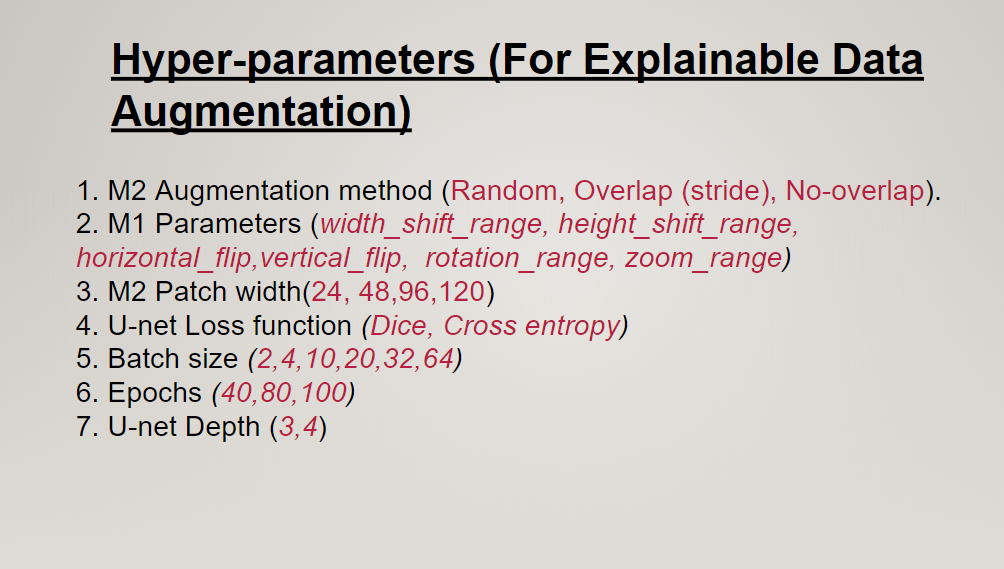 Hyper-parameters (For Explainable Data
Augmentation)
1. M2 Augmentation method (Random, Overlap (stride), No-overlap).
2. M1 Parameters (width_shift_range, height_shift_range,
horizontal_flip,vertical_flip,  rotation_range, zoom_range)
3. M2 Patch width(24, 48,96,120)
4. U-net Loss function (Dice, Cross entropy)
5. Batch size (2,4,10,20,32,64)
6. Epochs (40,80,100)
7. U-net Depth (3,4)